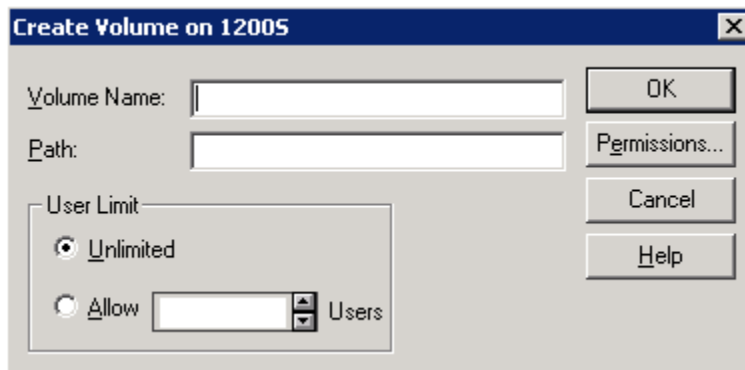 Create Volume on 1200S
Volume Name:
OK
Path:
Permissions...
User Limit
Cancel
Unlimited
Help
Allow
Users